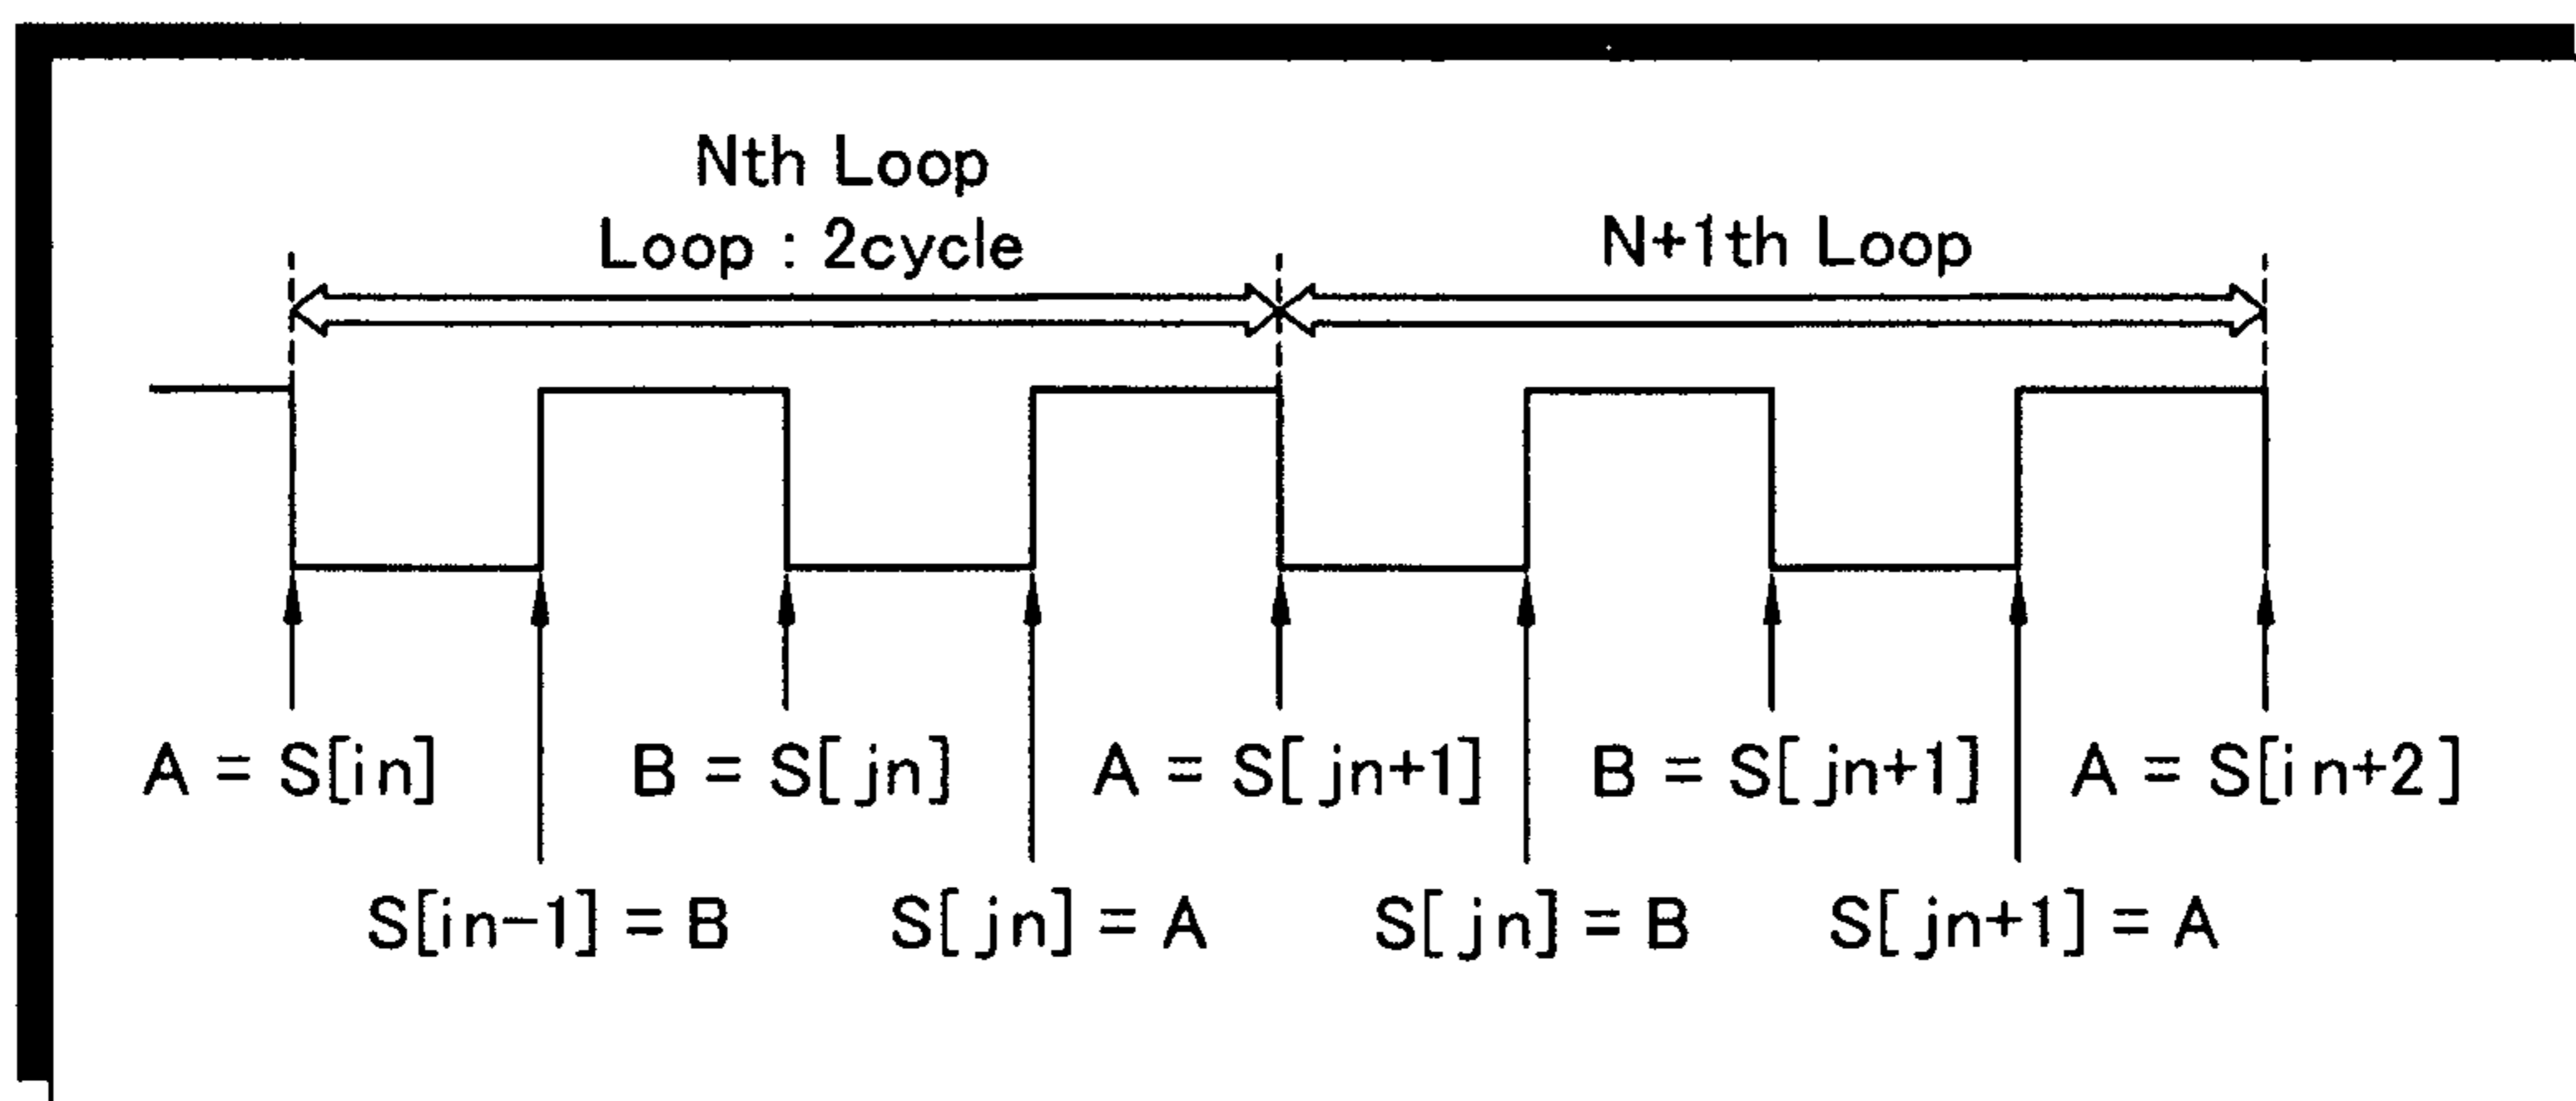 Nth Loop
Loop : 2cycle
N+1th Loop
A = S[in]
B = S[jn]
A = S[jn+1]
B = S[jn+1]
A = S[in+2]
S[in-1] = B
S[jn] = A
S[jn] = B
S[jn+1] = A